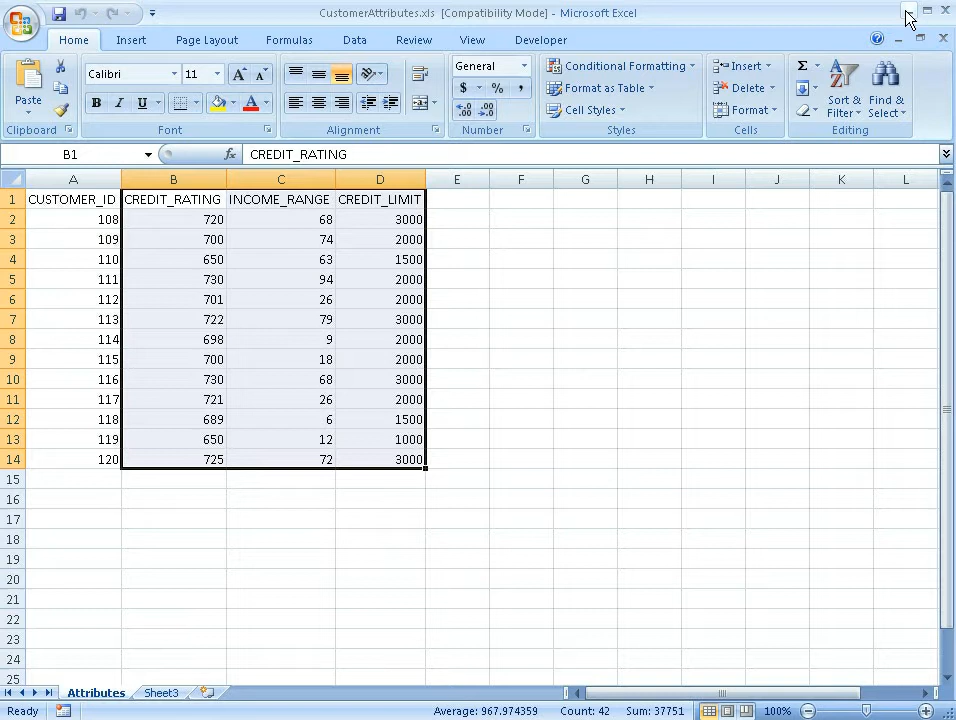 CustomerAttributes.xls [Compatibility Mode] - Microsoft Excel
Home Insert Page Layout Formulas Data Review View Developer
Paste Calibri 11 A A General Conditional Formatting Insert Σ Sort & Filter Find & Select
B I U A $ % , Format as Table Delete
.0 .00 .00 .0 Cell Styles Format
Clipboard Font Alignment Number Styles Cells Editing
B1 fx CREDIT_RATING
A B C D E F G H I J K L
1 CUSTOMER_ID CREDIT_RATING INCOME_RANGE CREDIT_LIMIT
2 108 720 68 3000
3 109 700 74 2000
4 110 650 63 1500
5 111 730 94 2000
6 112 701 26 2000
7 113 722 79 3000
8 114 698 9 2000
9 115 700 18 2000
10 116 730 68 3000
11 117 721 26 2000
12 118 689 6 1500
13 119 650 12 1000
14 120 725 72 3000
15
16
17
18
19
20
21
22
23
24
25
Attributes Sheet3
Ready Average: 967.974359 Count: 42 Sum: 37751 100%